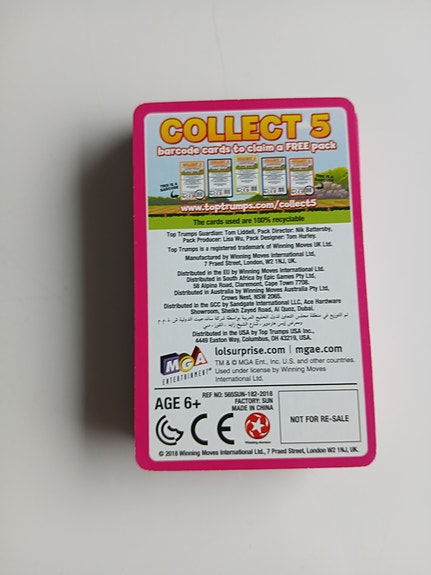 COLLECT 5
barcode cards to claim a FREE pack
THIS IS A
BARCODE
www.toptrumps.com/collect5
The cards used are 100% recyclable
Top Trumps Guardian: Tom Liddell, Pack Director: Nik Battersby,
Pack Producer: Lisa Wu, Pack Designer: Tom Hurley.
Top Trumps is a registered trademark of Winning Moves UK Ltd.
Manufactured by Winning Moves International Ltd.
7 Praed Street, London, W2 1NJ, UK.
Distributed in the EU by Winning Moves International Ltd.
Distributed in South Africa by Epic Games Pty Ltd,
58 Alpina Road, Claremont, Cape Town 7708.
Distributed in Australia by Winning Moves Australia Pty Ltd,
Crows Nest, NSW 2065.
Distributed in the GCC by Sandgate International LLC, Ace Hardware
Showroom, Sheikh Zayed Road, Al Quoz, Dubai.
Distributed in the USA by Top Trumps USA Inc.,
4449 Easton Way, Columbus, OH 43219, USA.
lolsurprise.com | mgae.com
MGA
ENTERTAINMENT
TM & © MGA Ent., Inc. U.S. and other countries.
Used under license by Winning Moves
International Ltd.
AGE 6+
REF NO: 56SSUN-182-2018
FACTORY: SUN
MADE IN CHINA
CE
Winning Moves
NOT FOR RE-SALE
© 2018 Winning Moves International Ltd., 7 Praed Street, London W2 1NJ, UK.